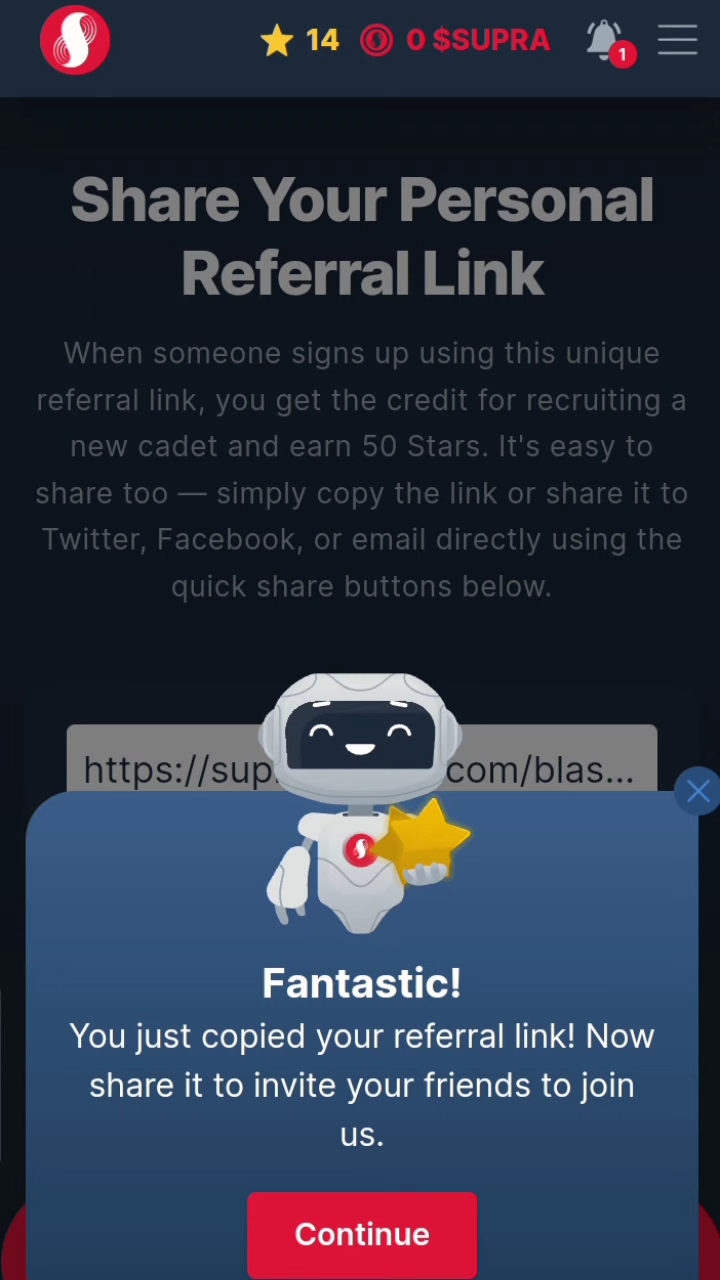 14 0 $SUPRA 1
Share Your Personal
Referral Link
When someone signs up using this unique
referral link, you get the credit for recruiting a
new cadet and earn 50 Stars. It's easy to
share too — simply copy the link or share it to
Twitter, Facebook, or email directly using the
quick share buttons below.
https://sup com/blas...
Fantastic!
You just copied your referral link! Now
share it to invite your friends to join
us.
Continue